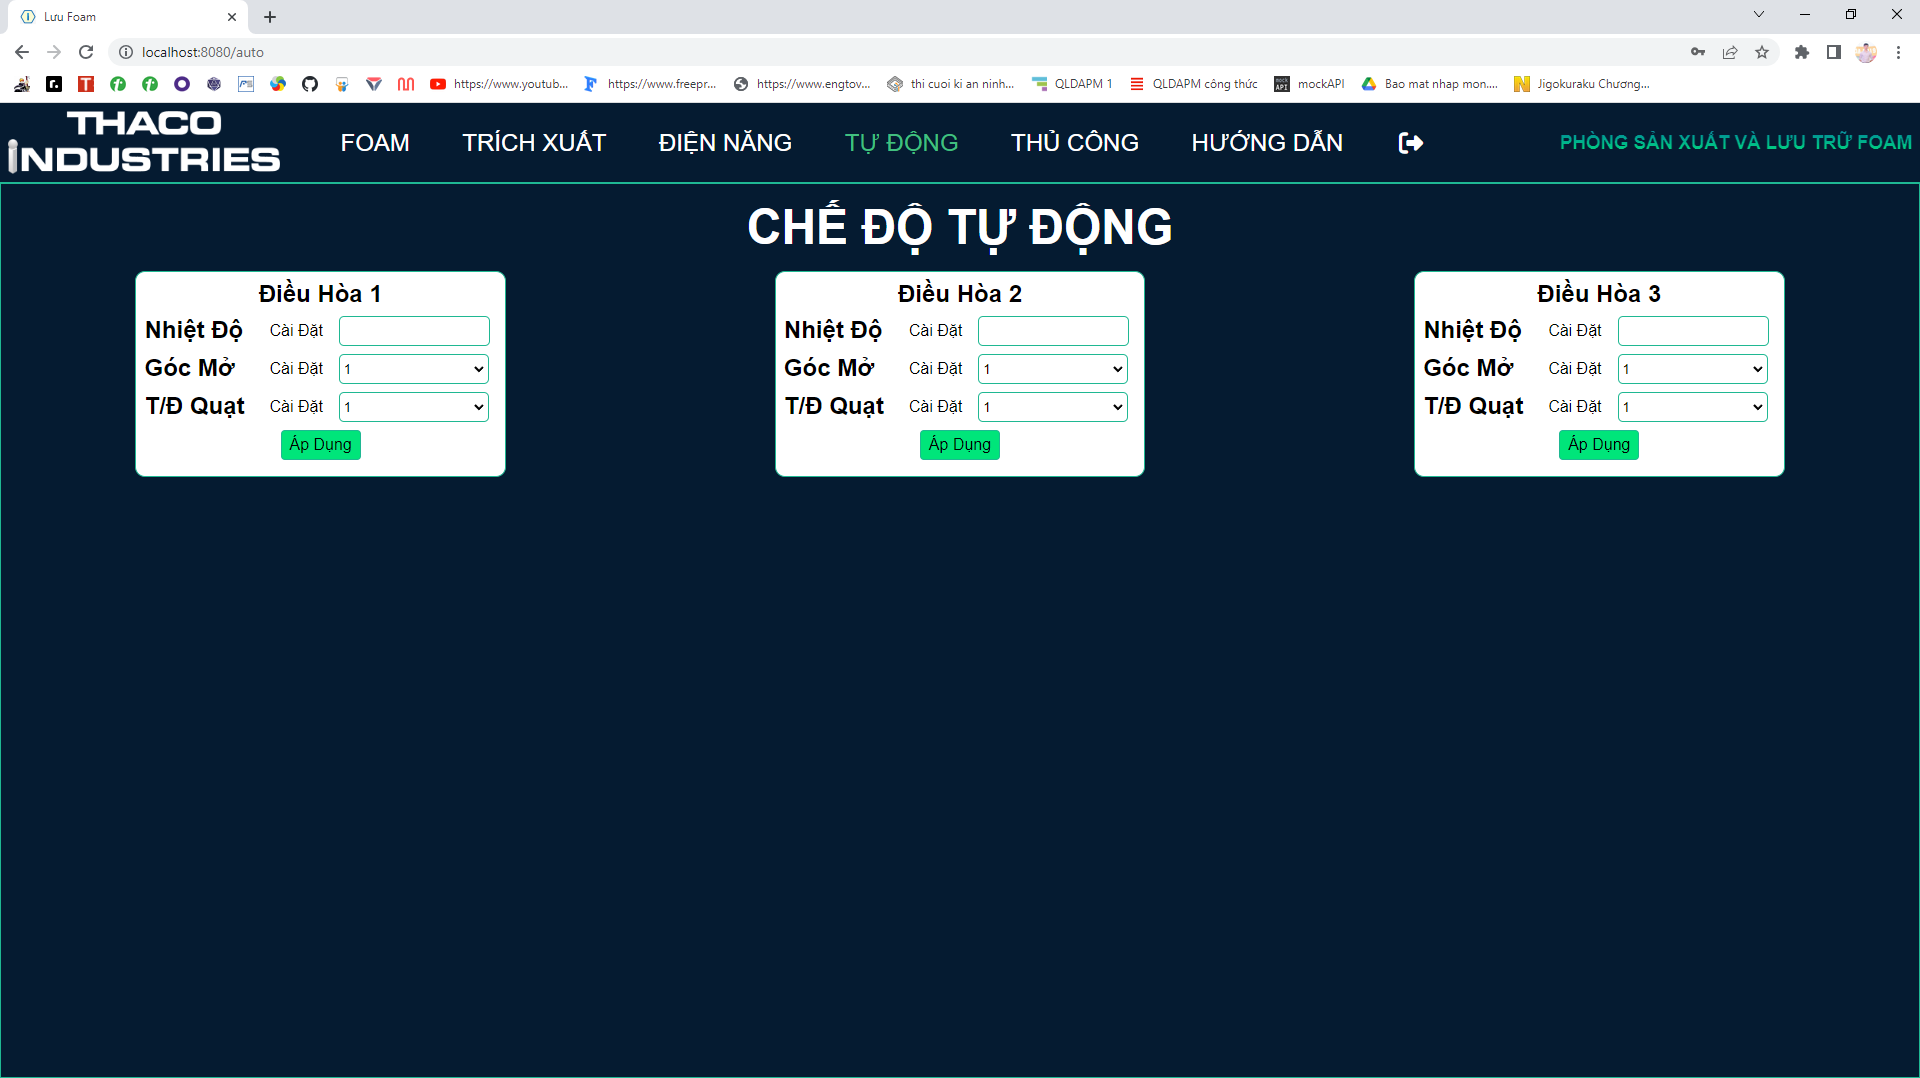 Lưu Foam
localhost:8080/auto
https://www.youtub... https://www.freepr... https://www.engtov... thi cuoi ki an ninh... QLDAPM 1 QLDAPM công thức mockAPI Bao mat nhap mon.... Jigokuraku Chương...
THACO
iNDUSTRIES
FOAM TRÍCH XUẤT ĐIỆN NĂNG TỰ ĐỘNG THỦ CÔNG HƯỚNG DẪN PHÒNG SẢN XUẤT VÀ LƯU TRỮ FOAM
CHẾ ĐỘ TỰ ĐỘNG
Điều Hòa 1
Nhiệt Độ Cài Đặt
Góc Mở Cài Đặt 1
T/Đ Quạt Cài Đặt 1
Áp Dụng
Điều Hòa 2
Nhiệt Độ Cài Đặt
Góc Mở Cài Đặt 1
T/Đ Quạt Cài Đặt 1
Áp Dụng
Điều Hòa 3
Nhiệt Độ Cài Đặt
Góc Mở Cài Đặt 1
T/Đ Quạt Cài Đặt 1
Áp Dụng